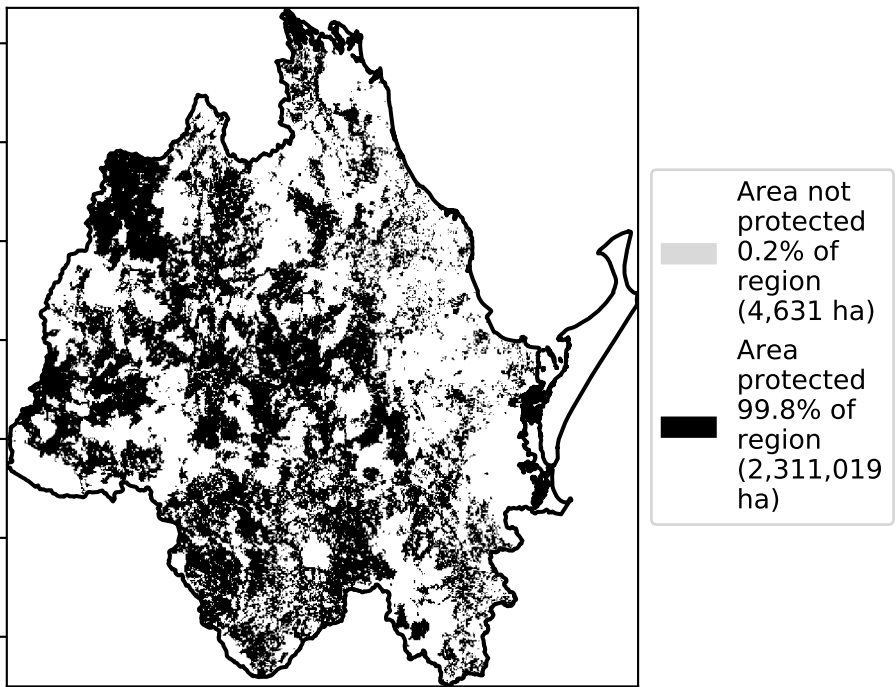 Area not
protected
0.2% of
region
(4,631 ha)
Area
protected
99.8% of
region
(2,311,019
ha)